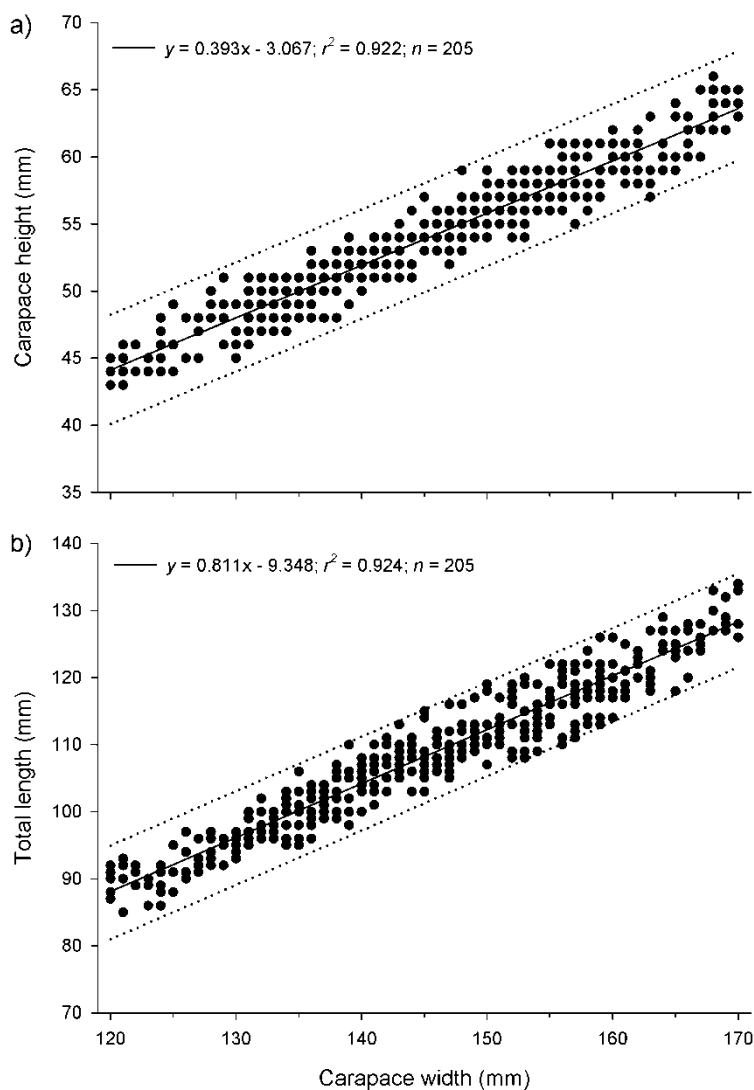 a)
y = 0.393x - 3.067; r² = 0.922; n = 205
Carapace height (mm)
70
65
60
55
50
45
40
35
b)
y = 0.811x - 9.348; r² = 0.924; n = 205
Total length (mm)
140
130
120
110
100
90
80
70
120 130 140 150 160 170
Carapace width (mm)